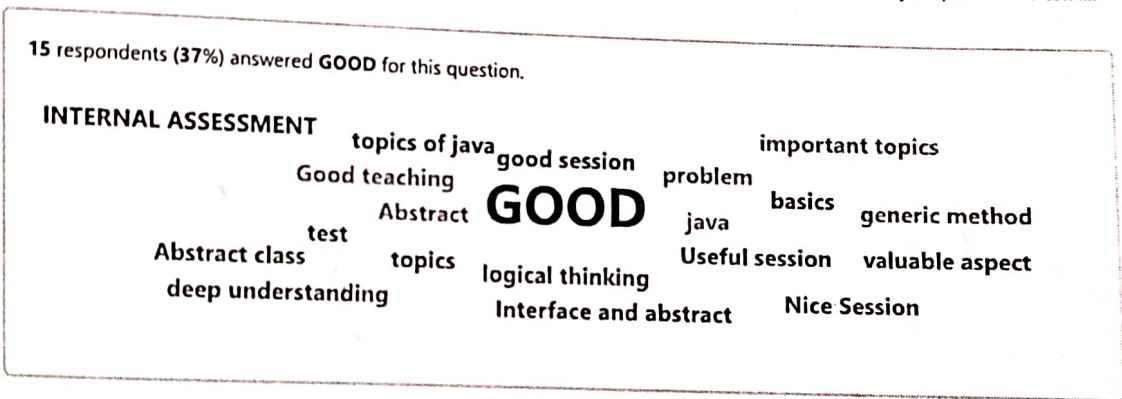 15 respondents (37%) answered GOOD for this question.
INTERNAL ASSESSMENT
topics of java
good session
important topics
Good teaching
problem
Abstract
GOOD
basics
java
generic method
test
Abstract class
topics
logical thinking
Useful session
valuable aspect
deep understanding
Interface and abstract
Nice Session